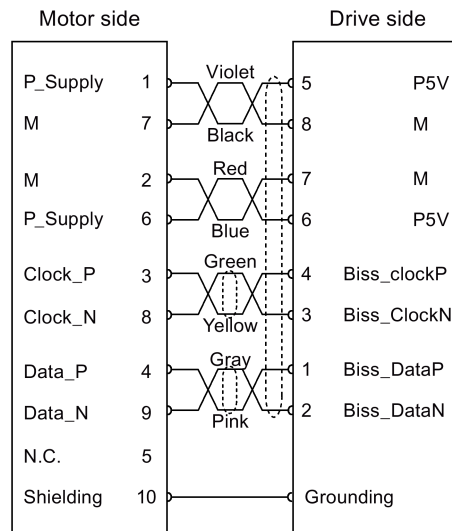 Motor side Drive side
P_Supply 1 Violet 5 P5V
M 7 Black 8 M
M 2 Red 7 M
P_Supply 6 Blue 6 P5V
Clock_P 3 Green 4 Biss_clockP
Clock_N 8 Yellow 3 Biss_ClockN
Data_P 4 Gray 1 Biss_DataP
Data_N 9 Pink 2 Biss_DataN
N.C. 5
Shielding 10 Grounding